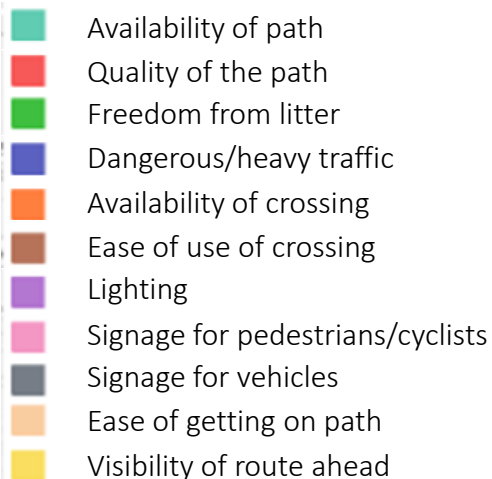 Availability of path
Quality of the path
Freedom from litter
Dangerous/heavy traffic
Availability of crossing
Ease of use of crossing
Lighting
Signage for pedestrians/cyclists
Signage for vehicles
Ease of getting on path
Visibility of route ahead